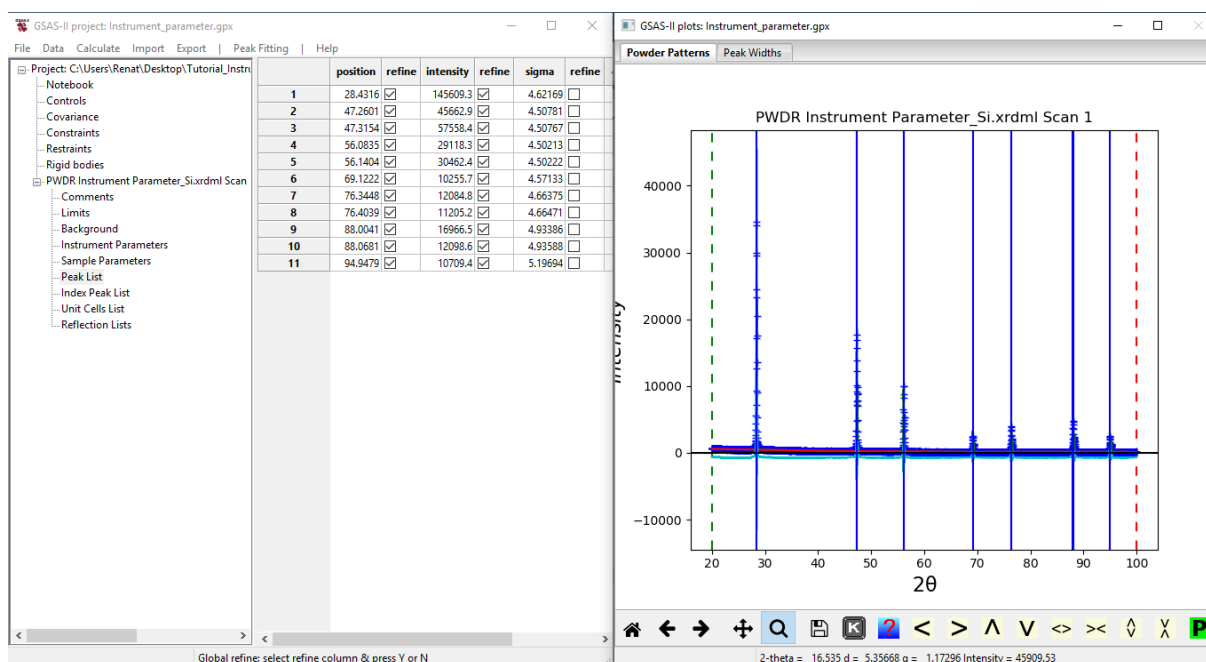 GSAS-II project: Instrument_parameter.gpx
File Data Calculate Import Export | Peak Fitting | Help
Project: C:\Users\Renat\Desktop\Tutorial_Instr
Notebook
Controls
Covariance
Constraints
Restraints
Rigid bodies
PWDR Instrument Parameter_Si.xrdml Scan
Comments
Limits
Background
Instrument Parameters
Sample Parameters
Peak List
Index Peak List
Unit Cells List
Reflection Lists
position refine intensity refine sigma refine
1 28.4316 145609.3 4.62169
2 47.2601 45662.9 4.50781
3 47.3154 57558.4 4.50767
4 56.0835 29118.3 4.50213
5 56.1404 30462.4 4.50222
6 69.1222 10255.7 4.57133
7 76.3448 12084.8 4.66375
8 76.4039 11205.2 4.66471
9 88.0041 16966.5 4.93386
10 88.0681 12098.6 4.93588
11 94.9479 10709.4 5.19694
Global refine: select refine column & press Y or N
GSAS-II plots: Instrument_parameter.gpx
Powder Patterns Peak Widths
PWDR Instrument Parameter_Si.xrdml Scan 1
Intensity
40000
30000
20000
10000
0
−10000
20 30 40 50 60 70 80 90 100
2θ
K ? < > Λ V <> >< P
2-theta = 16.535 d = 5.35668 q = 1.17296 Intensity = 45909.53